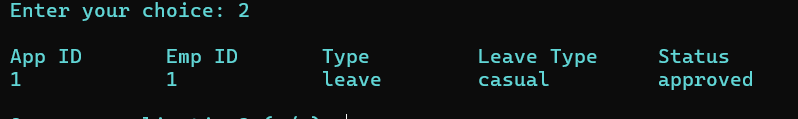 Enter your choice: 2
App ID Emp ID Type Leave Type Status
1 1 leave casual approved